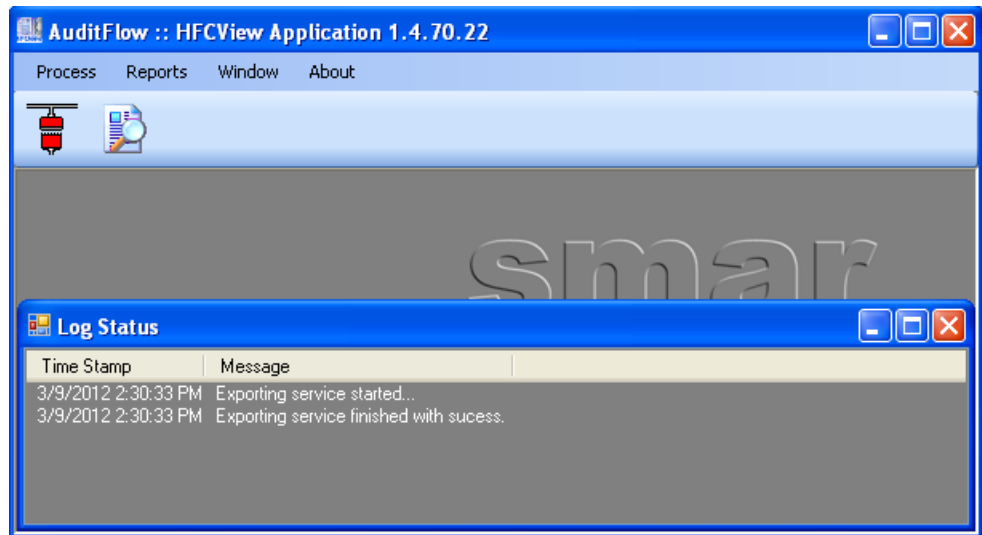 AuditFlow :: HFCView Application 1.4.70.22
Process Reports Window About
smar
Log Status
Time Stamp Message
3/9/2012 2:30:33 PM Exporting service started...
3/9/2012 2:30:33 PM Exporting service finished with sucess.